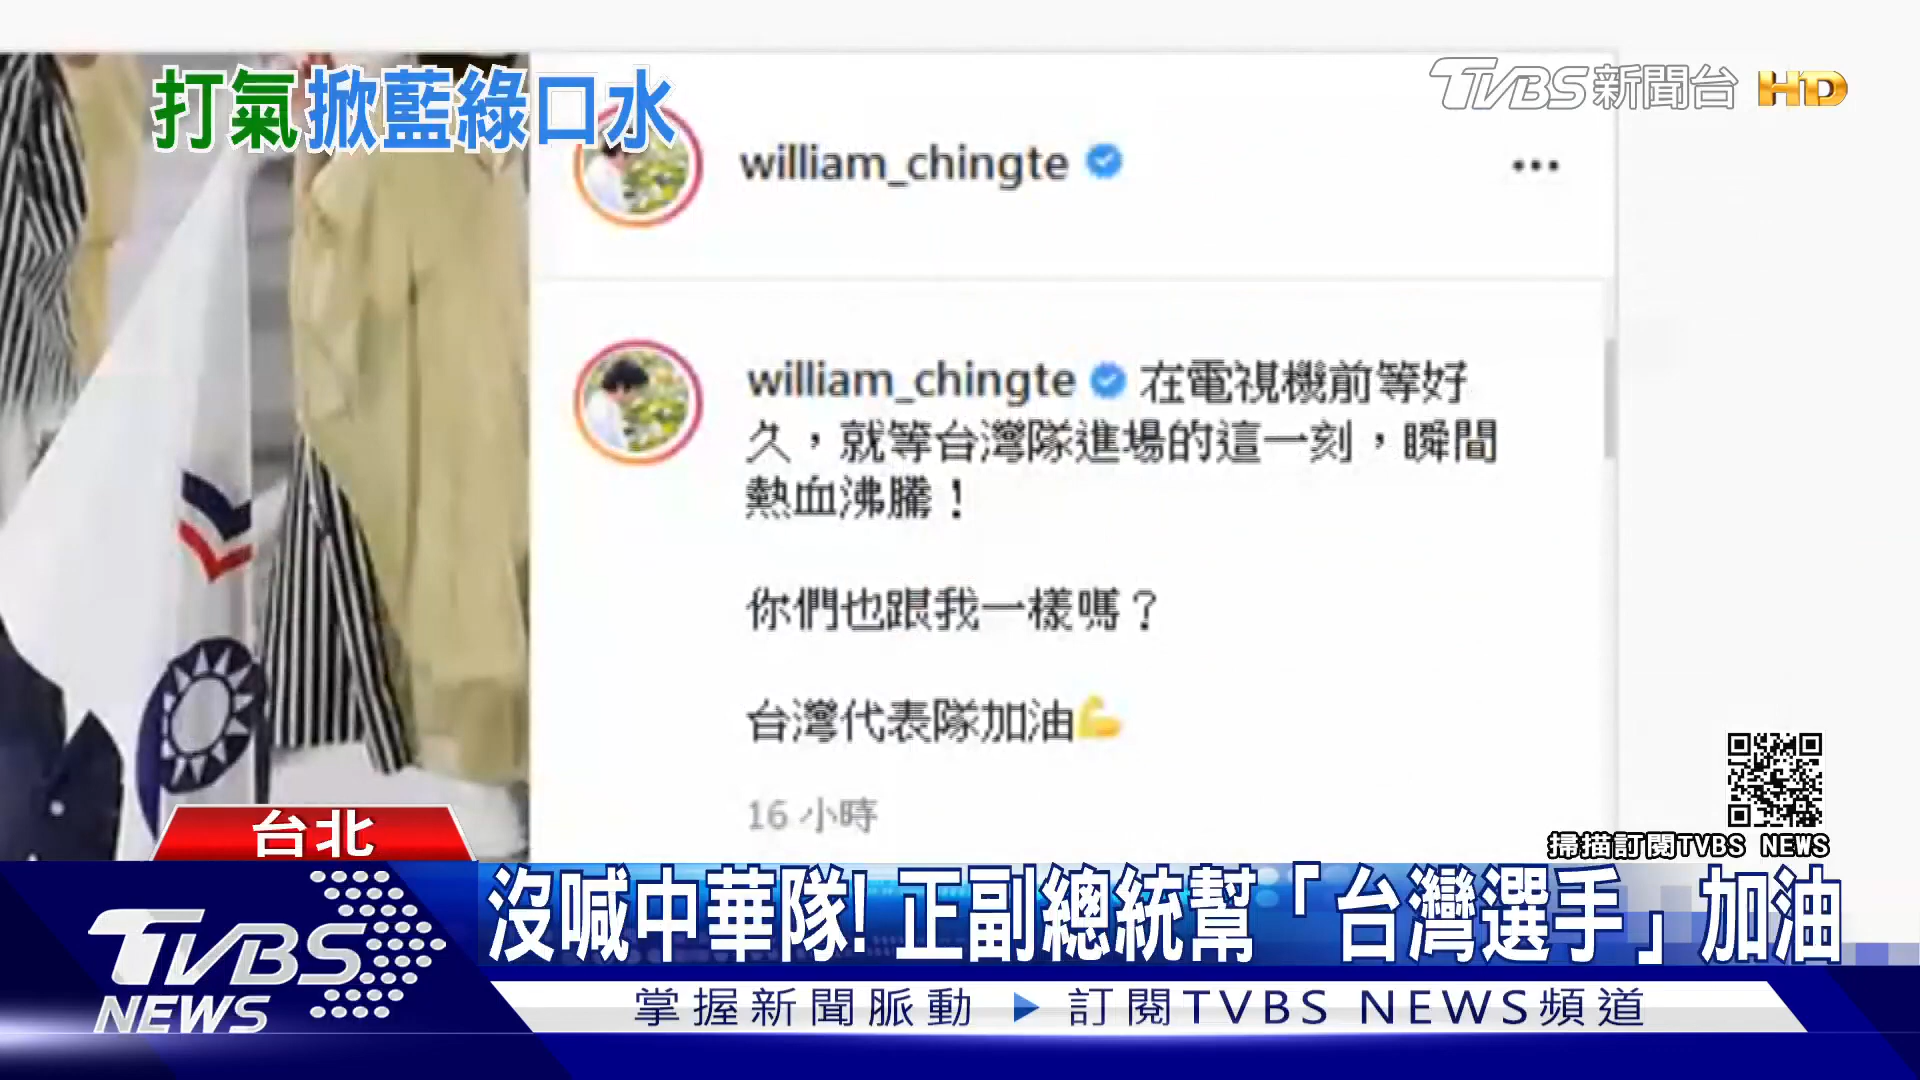 打氣掀藍綠口水
TVBS新聞台 HD
william_chingte
...
william_chingte 在電視機前等好
久，就等台灣隊進場的這一刻，瞬間
熱血沸騰！
你們也跟我一樣嗎？
台灣代表隊加油💪
16 小時
掃描訂閱TVBS NEWS
台北
沒喊中華隊! 正副總統幫「台灣選手」加油
TVBS
NEWS
掌握新聞脈動 ▶ 訂閱TVBS NEWS頻道